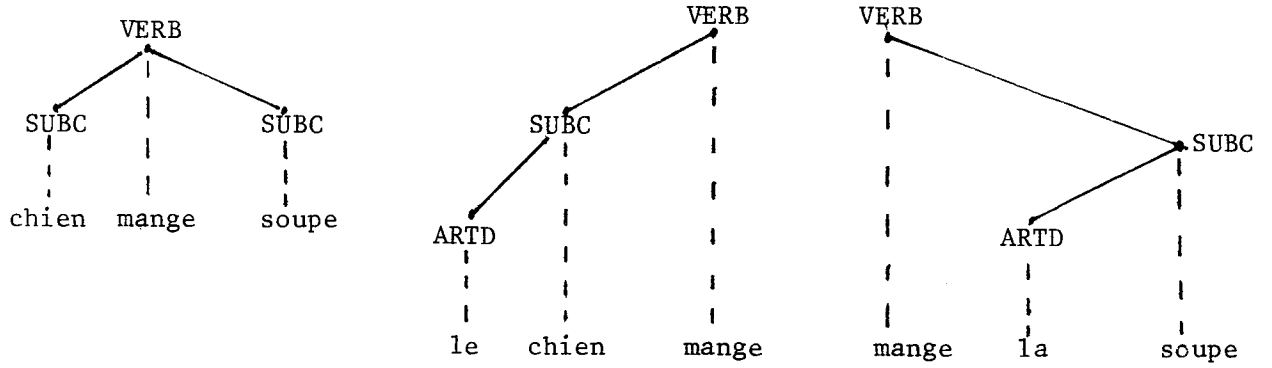 VERB
SUBC SUBC
chien mange soupe
VERB
SUBC
ARTD
le chien mange
VERB
SUBC
ARTD
mange la soupe